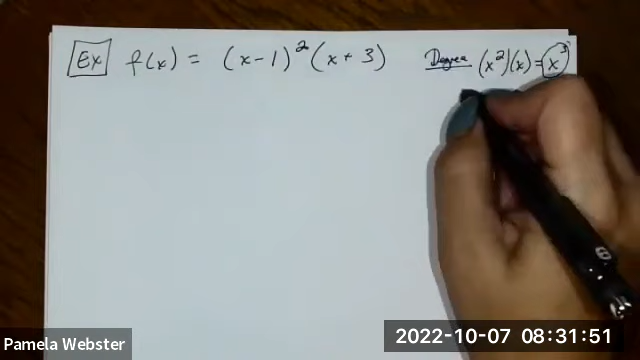 Ex f(x) = (x-1)²(x+3) Degree (x²)(x) = x³
Pamela Webster
2022-10-07 08:31:51